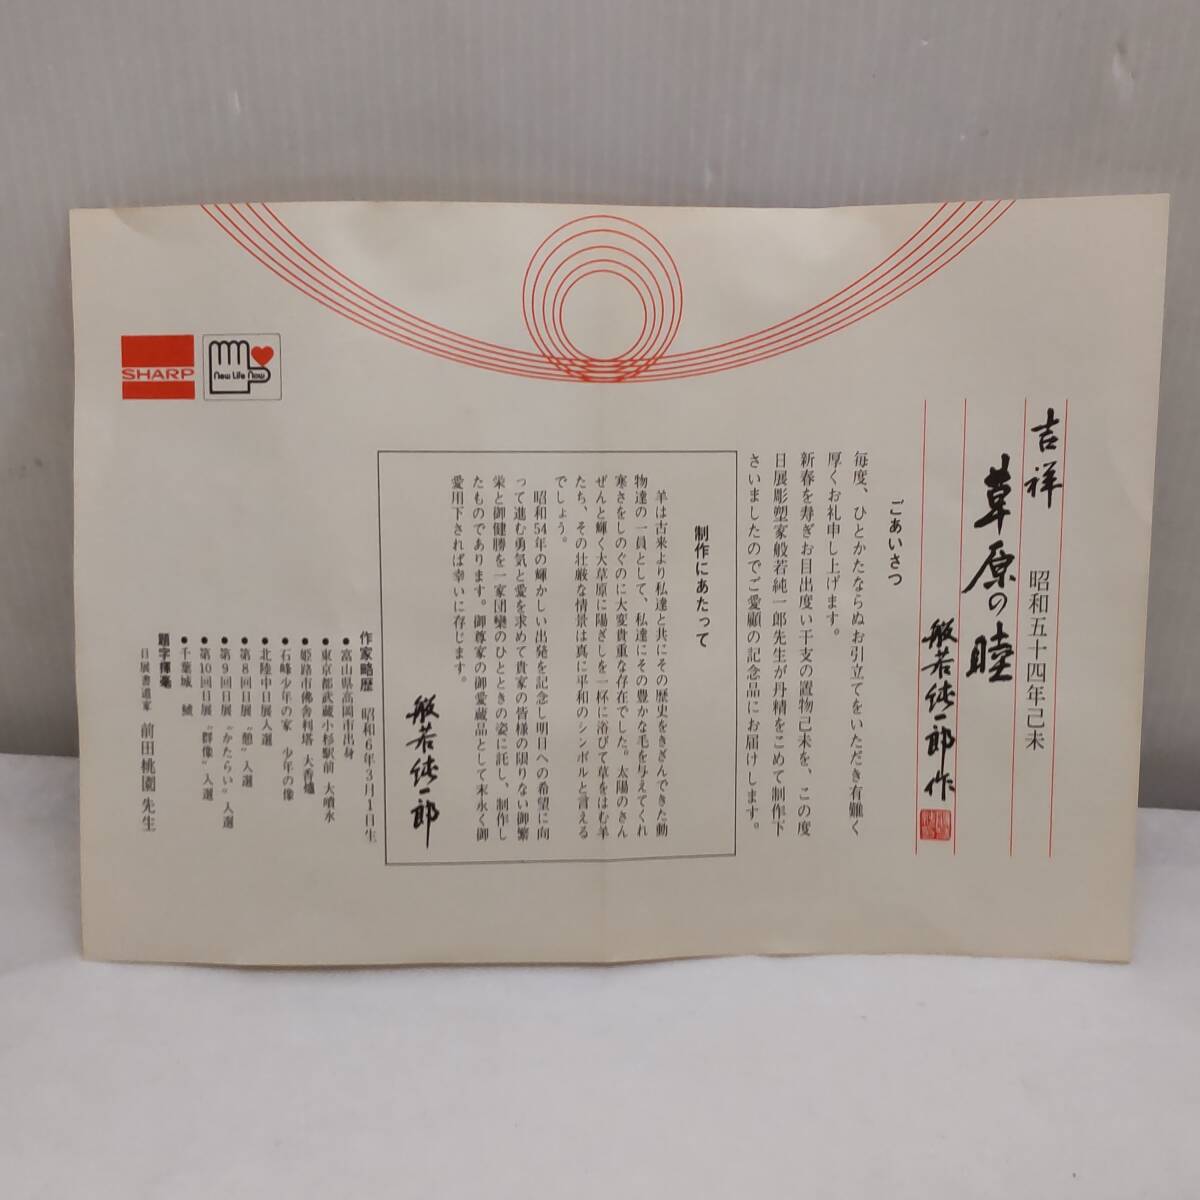 吉祥 昭和五十四年己未
草原の睦
般若純一郎作
ごあいさつ
毎度、ひとかたならぬお引立てをいただき有難く
厚くお礼申し上げます。
新春を寿ぎお目出度い干支の置物己未を、この度
日展彫塑家般若純一郎先生が丹精をこめて制作下
さいましたのでご愛顧の記念品にお届けします。
制作にあたって
羊は古来より私達と共にその歴史をきざんできた動
物達の一員として、私達にその豊かな毛を与えてくれ
寒さをしのぐのに大変貴重な存在でした。太陽のさん
ぜんと輝く大草原に陽ざしを一杯に浴びて草をはむ羊
たち、その壮厳な情景は真に平和のシンボルと言える
でしょう。
昭和54年の輝かしい出発を記念し明日への希望に向
って進む勇気と愛を求めて貴家の皆様の限りない御繁
栄と御健勝を一家団欒のひとときの姿に託し、制作し
たものであります。御尊家の御愛蔵品として末永く御
愛用下されば幸いに存じます。
般若純一郎
作家略歴 昭和6年3月1日生
●富山県高岡市出身
●東京都武蔵小杉駅前 大噴水
●姫路市佛舎利塔 大香爐
●石峰少年の家 少年の像
●北陸中日展入選
●第8回日展 “憩” 入選
●第9回日展 “かたらい” 入選
●第10回日展 “群像” 入選
●千葉城 鯱
題字揮毫
日展書道家 前田桃園先生
SHARP
New Life Now